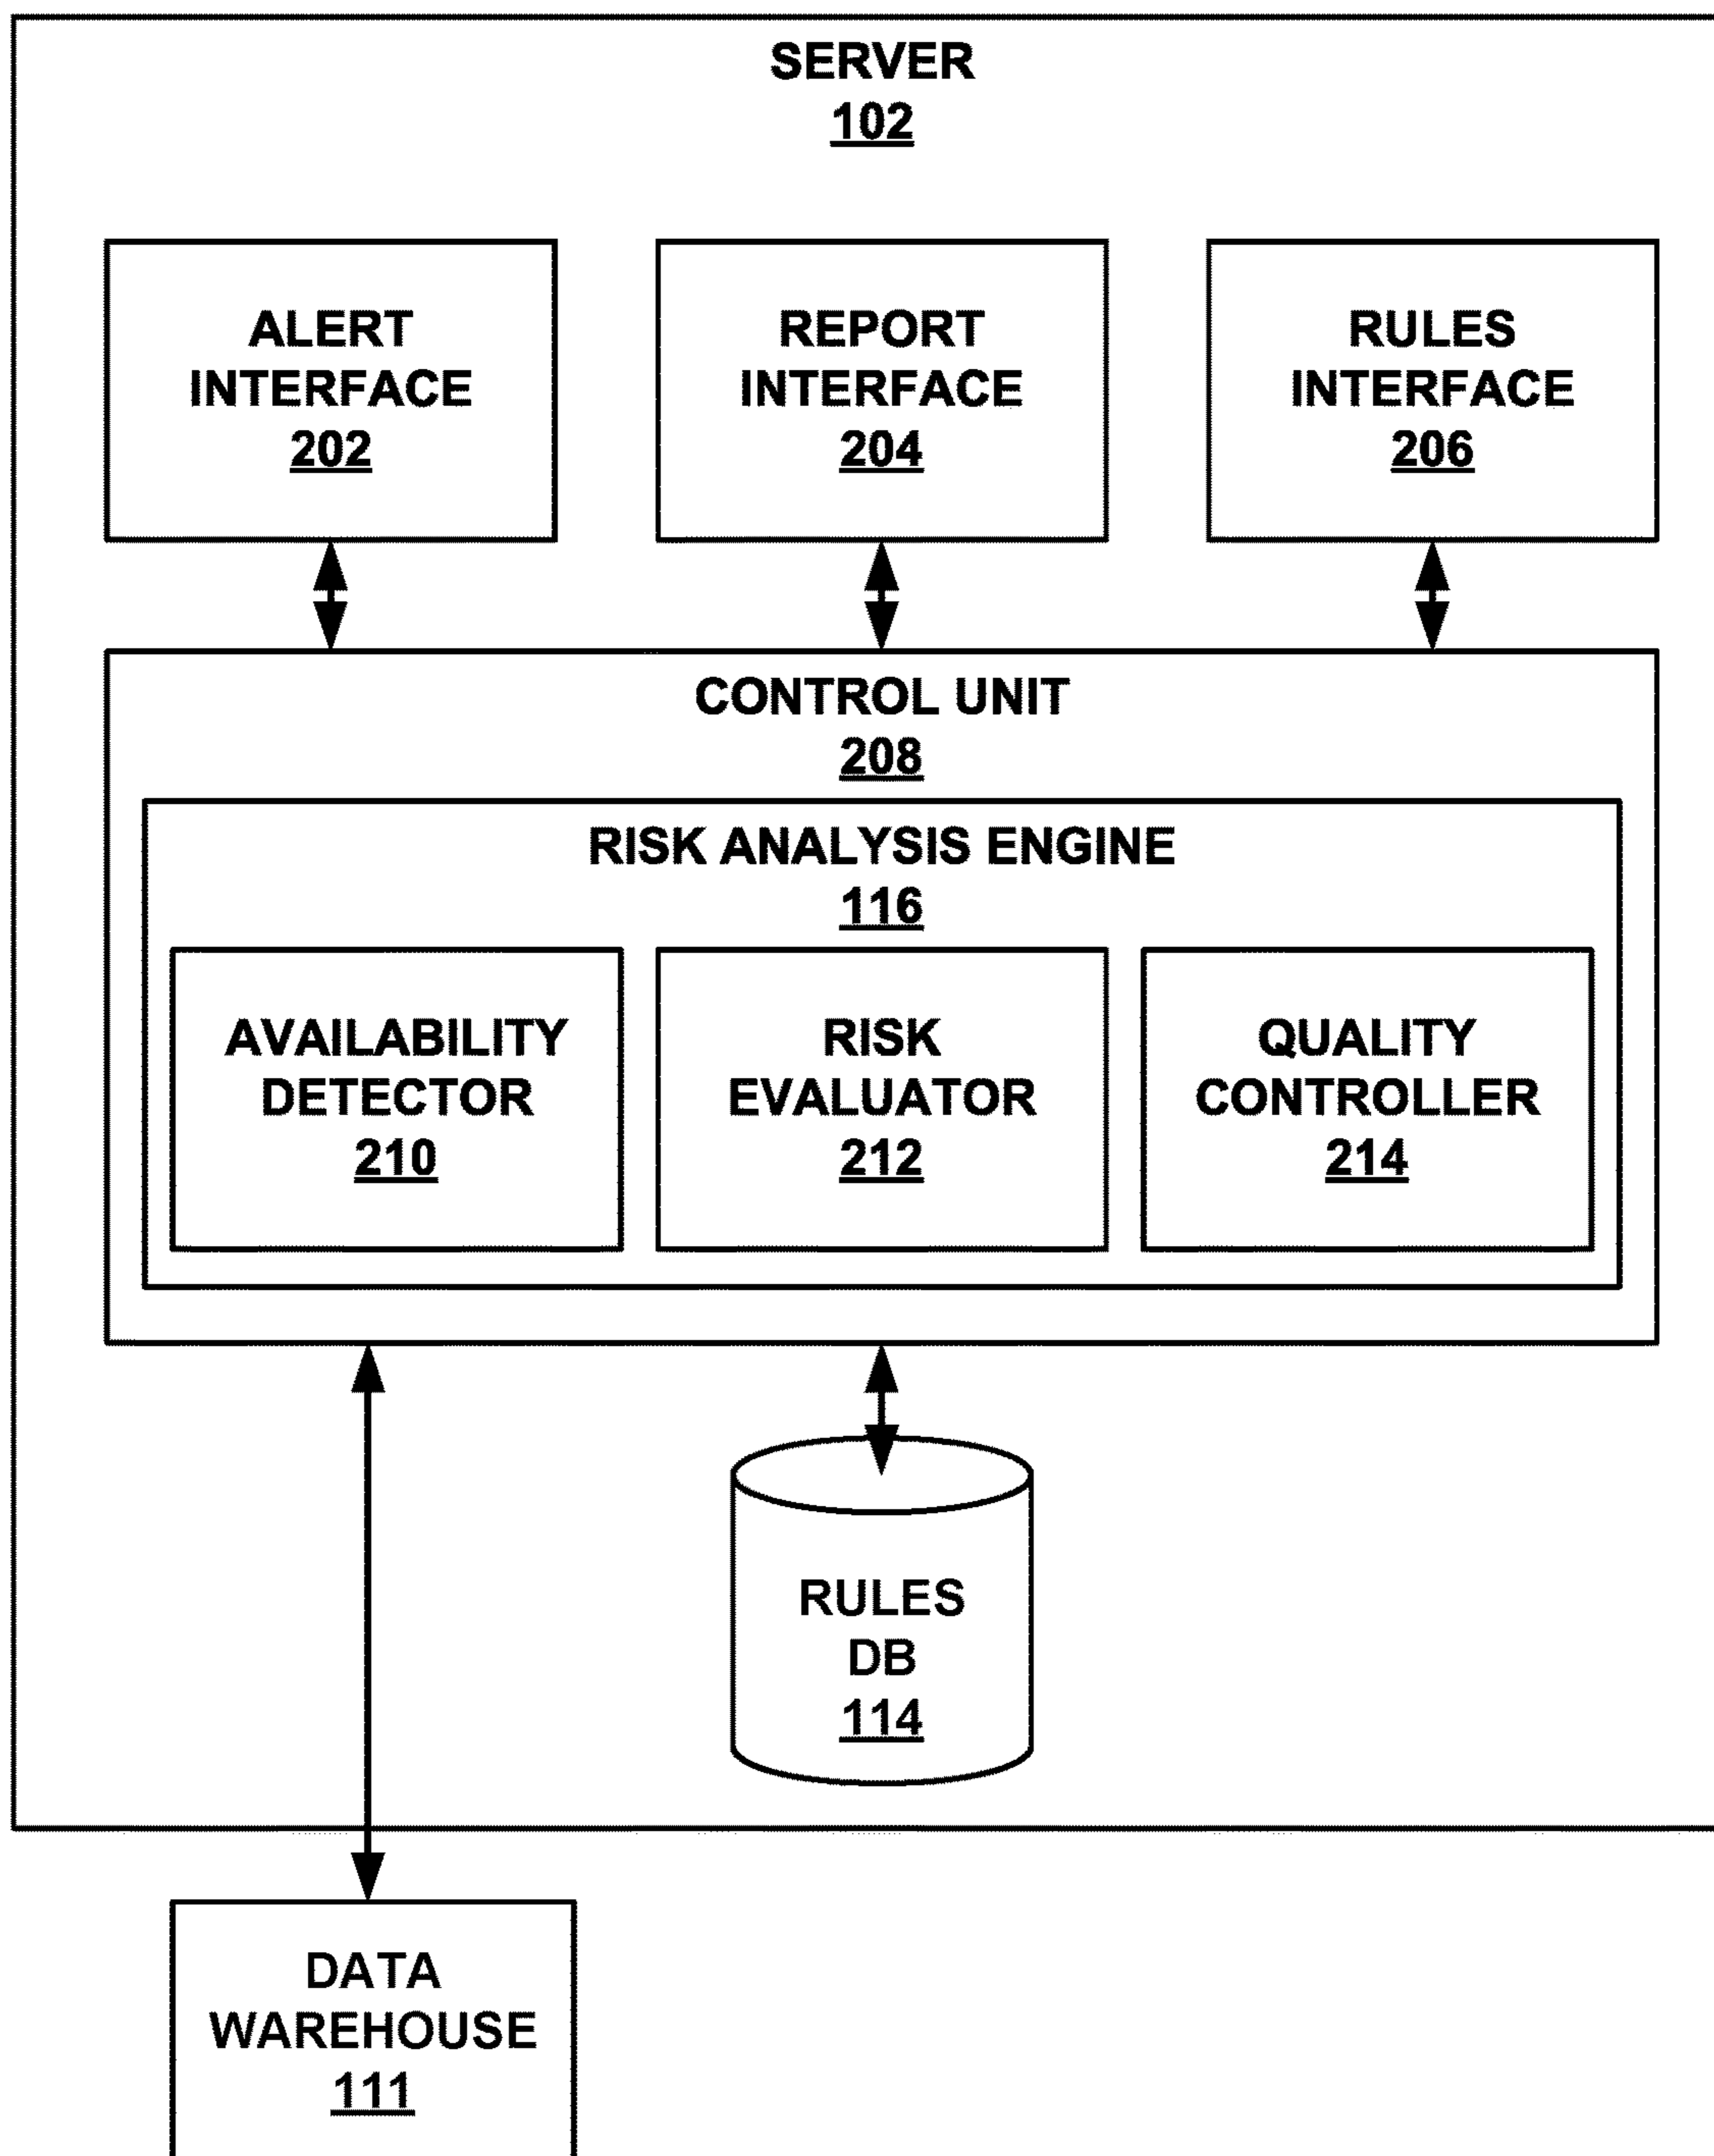 SERVER
102
ALERT
INTERFACE
202
REPORT
INTERFACE
204
RULES
INTERFACE
206
CONTROL UNIT
208
RISK ANALYSIS ENGINE
116
AVAILABILITY
DETECTOR
210
RISK
EVALUATOR
212
QUALITY
CONTROLLER
214
RULES
DB
114
DATA
WAREHOUSE
111